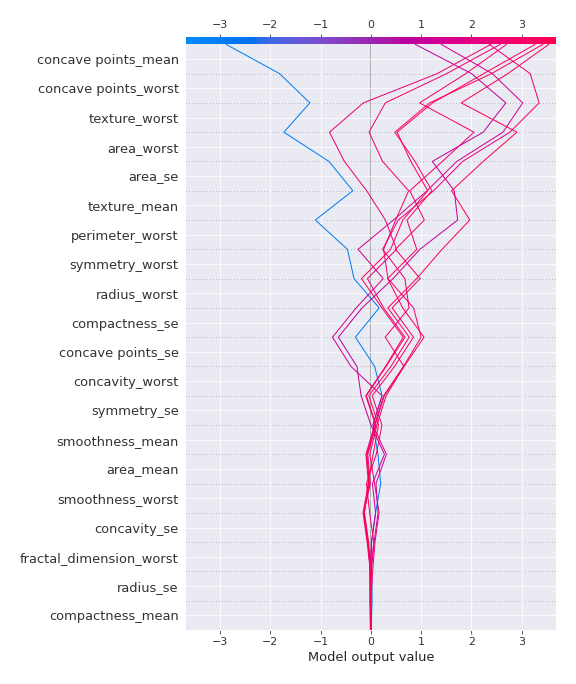 −3 −2 −1 0 1 2 3
concave points_mean
concave points_worst
texture_worst
area_worst
area_se
texture_mean
perimeter_worst
symmetry_worst
radius_worst
compactness_se
concave points_se
concavity_worst
symmetry_se
smoothness_mean
area_mean
smoothness_worst
concavity_se
fractal_dimension_worst
radius_se
compactness_mean
−3 −2 −1 0 1 2 3
Model output value